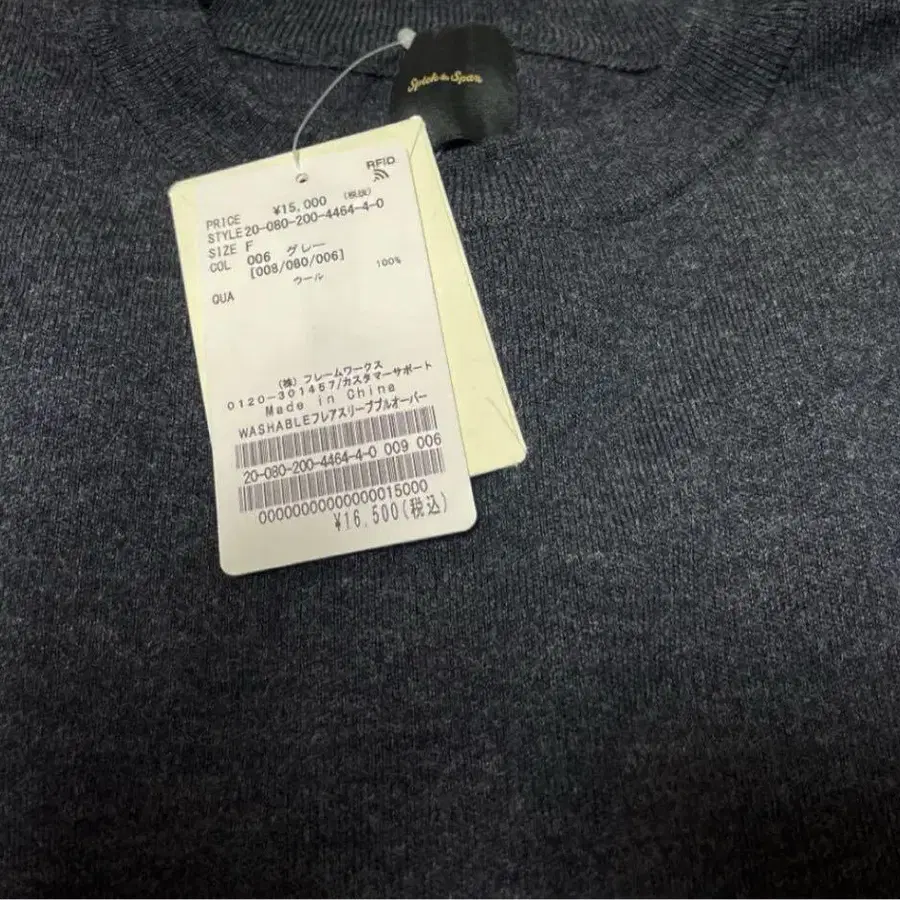 Spick & Span
RFID
PRICE ¥15,000 (税抜)
STYLE 20-080-200-4464-4-0
SIZE F
COL 006 グレー
[008/080/006]
QUA ウール 100%
(株)フレームワークス
0120-301457/カスタマーサポート
Made in China
WASHABLEフレアスリーブプルオーバー
20-080-200-4464-4-0 009 006
0000000000000015000
¥16,500(税込)